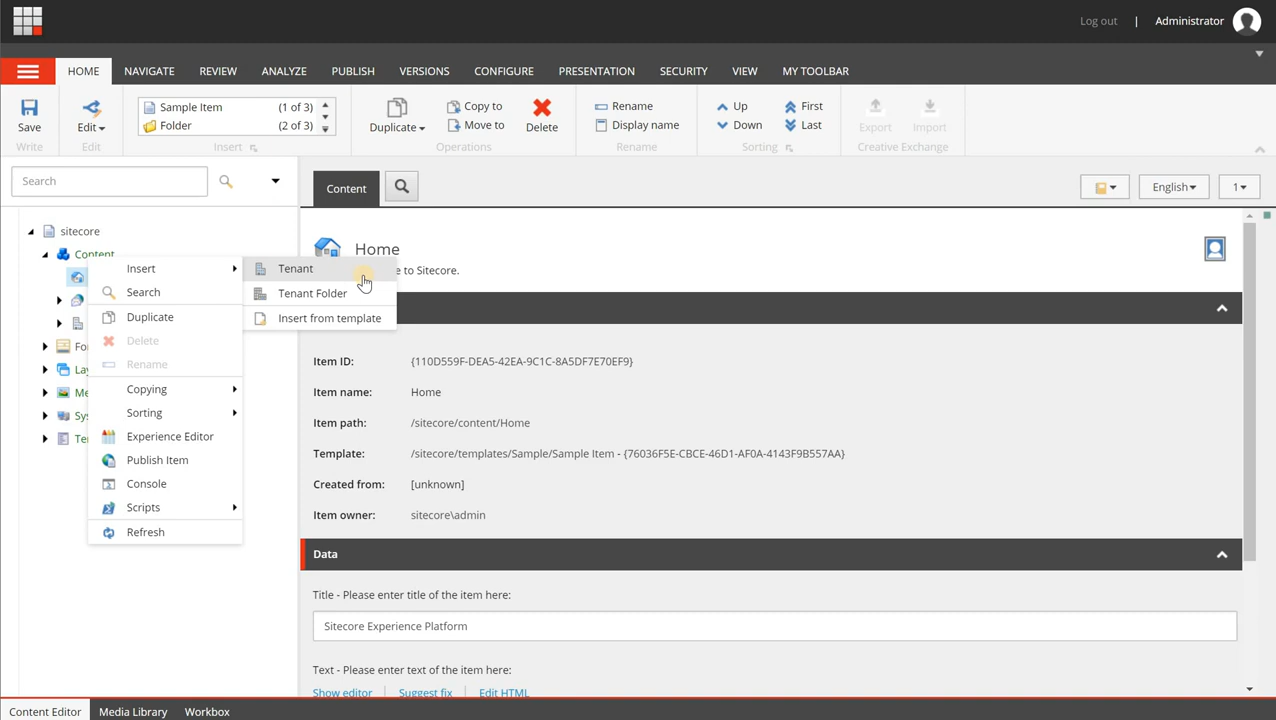 Log out | Administrator
HOME NAVIGATE REVIEW ANALYZE PUBLISH VERSIONS CONFIGURE PRESENTATION SECURITY VIEW MY TOOLBAR
Save
Write
Edit
Edit
Sample Item (1 of 3)
Folder (2 of 3)
Insert
Duplicate
Copy to
Move to
Delete
Operations
Rename
Display name
Rename
Up
Down
First
Last
Sorting
Export
Import
Creative Exchange
Search
Content
English
1
sitecore
Content
For
Lay
Me
Sys
Te
Insert
Search
Duplicate
Delete
Rename
Copying
Sorting
Experience Editor
Publish Item
Console
Scripts
Refresh
Tenant
Tenant Folder
Insert from template
Home
e to Sitecore.
Item ID: {110D559F-DEA5-42EA-9C1C-8A5DF7E70EF9}
Item name: Home
Item path: /sitecore/content/Home
Template: /sitecore/templates/Sample/Sample Item - {76036F5E-CBCE-46D1-AF0A-4143F9B557AA}
Created from: [unknown]
Item owner: sitecore\admin
Data
Title - Please enter title of the item here:
Sitecore Experience Platform
Text - Please enter text of the item here:
Show editor Suggest fix Edit HTML
Content Editor Media Library Workbox